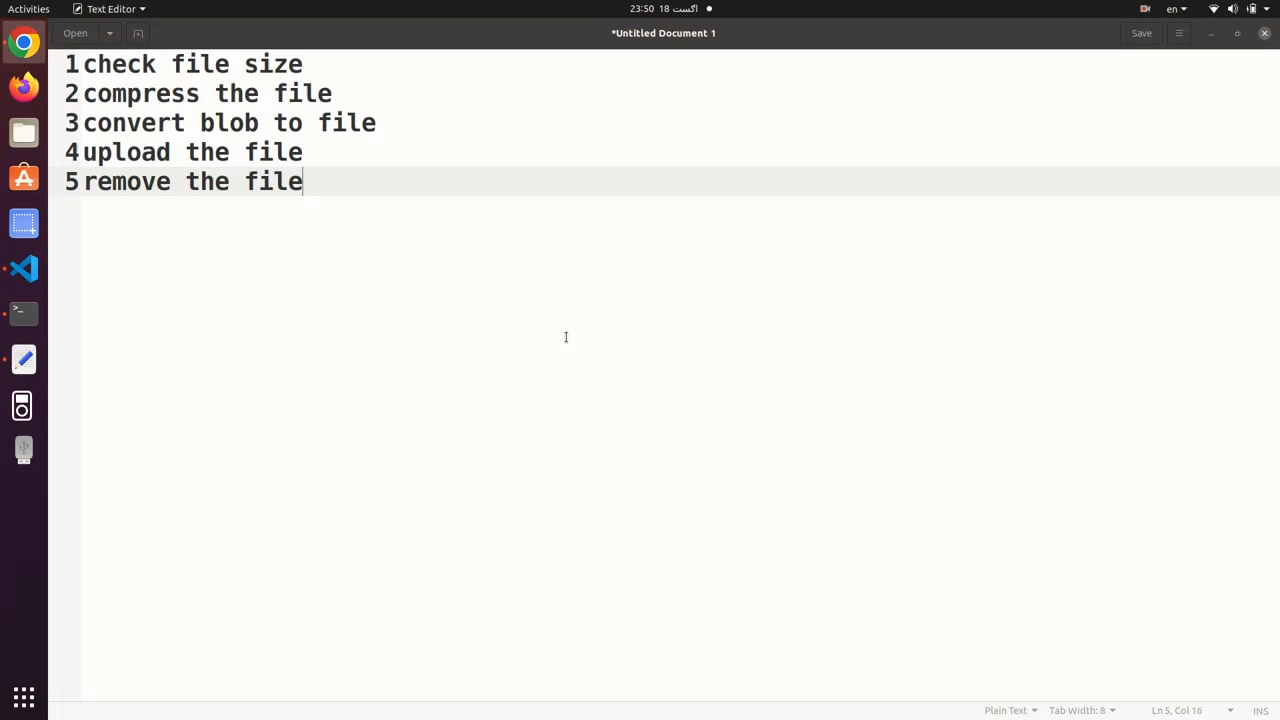 Activities
Text Editor
23:50 18 اگست
en
Open
*Untitled Document 1
Save
1 check file size
2 compress the file
3 convert blob to file
4 upload the file
5 remove the file
Plain Text
Tab Width: 8
Ln 5, Col 16
INS